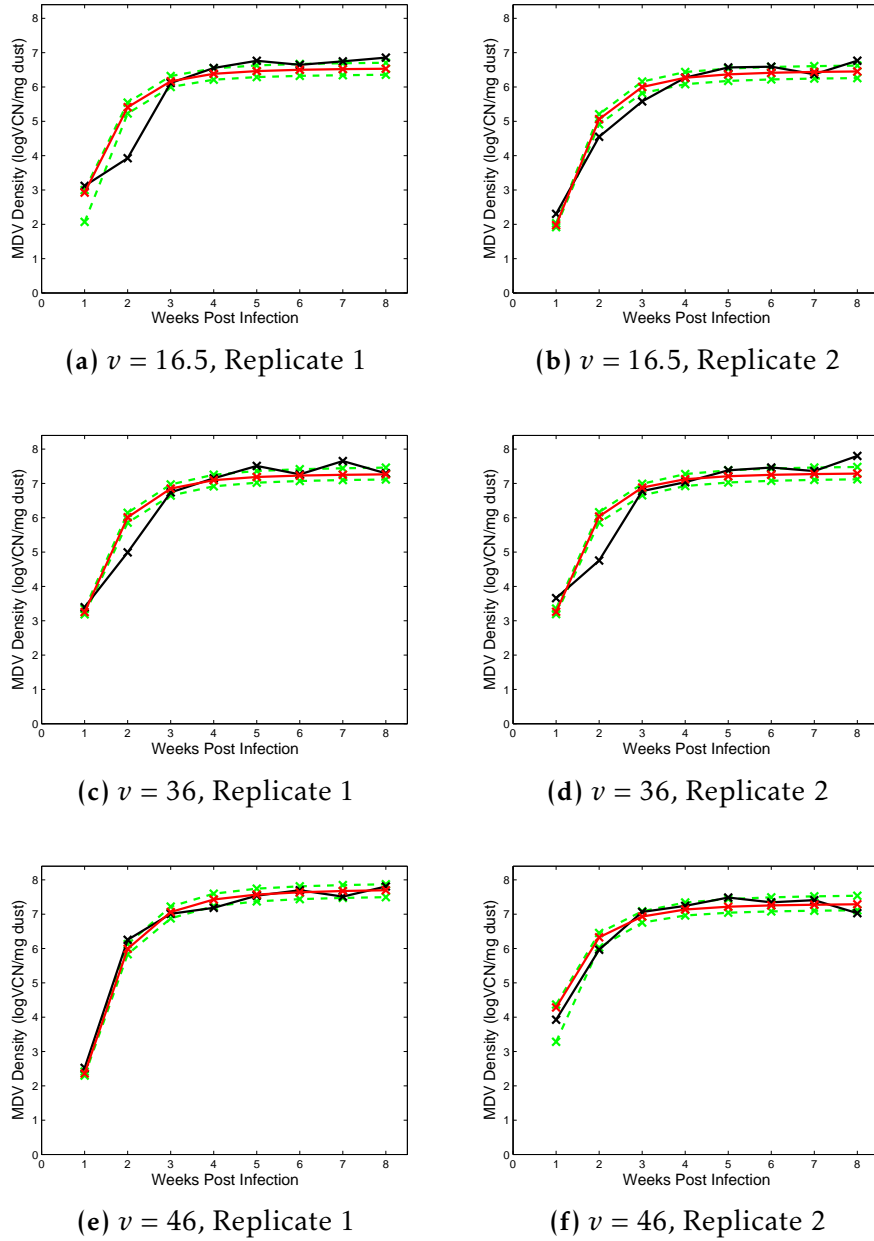 8
7
6
5
4
3
2
1
0
0 1 2 3 4 5 6 7 8
MDV Density (logVCN/mg dust)
Weeks Post Infection
(a) v = 16.5, Replicate 1
8
7
6
5
4
3
2
1
0
0 1 2 3 4 5 6 7 8
MDV Density (logVCN/mg dust)
Weeks Post Infection
(b) v = 16.5, Replicate 2
8
7
6
5
4
3
2
1
0
0 1 2 3 4 5 6 7 8
MDV Density (logVCN/mg dust)
Weeks Post Infection
(c) v = 36, Replicate 1
8
7
6
5
4
3
2
1
0
0 1 2 3 4 5 6 7 8
MDV Density (logVCN/mg dust)
Weeks Post Infection
(d) v = 36, Replicate 2
8
7
6
5
4
3
2
1
0
0 1 2 3 4 5 6 7 8
MDV Density (logVCN/mg dust)
Weeks Post Infection
(e) v = 46, Replicate 1
8
7
6
5
4
3
2
1
0
0 1 2 3 4 5 6 7 8
MDV Density (logVCN/mg dust)
Weeks Post Infection
(f) v = 46, Replicate 2